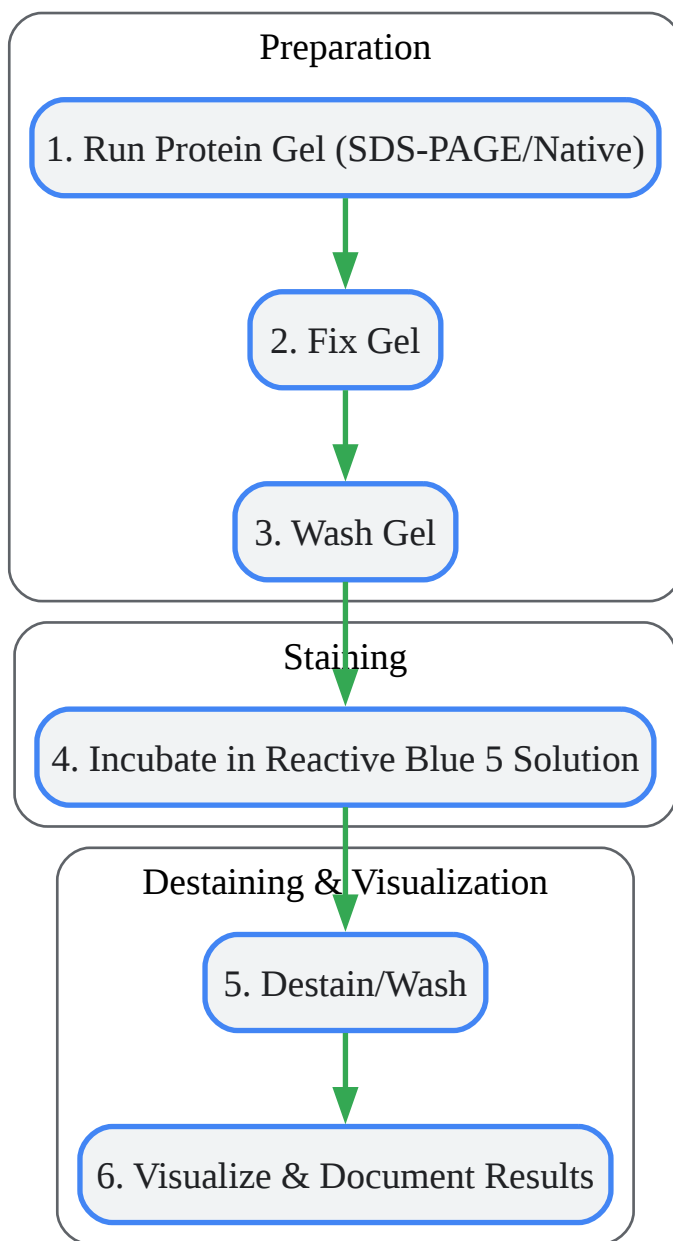 Preparation
1. Run Protein Gel (SDS-PAGE/Native)
2. Fix Gel
3. Wash Gel
Staining
4. Incubate in Reactive Blue 5 Solution
Destaining & Visualization
5. Destain/Wash
6. Visualize & Document Results